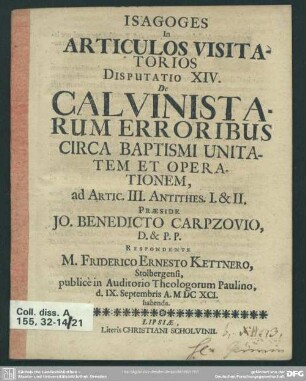 ISAGOGES
In
ARTICULOS VISITA-
TORIOS
DISPUTATIO XIV.
De
CALVINISTA-
RUM ERRORIBUS
CIRCA BAPTISMI UNITA-
TEM ET OPERA-
TIONEM,
ad Artic. III. Antithes. I. & II.
PRÆSIDE
JO. BENEDICTO CARPZOVIO,
D. & P. P.
RESPONDENTE
M. FRIDERICO ERNESTO KETTNERO,
Stolbergensi,
publicè in Auditorio Theologorum Paulino,
d. IX. Septembris A. M DC XCI.
habenda.
LIPSIÆ,
Literis CHRISTIANI SCHOLVINII.
Coll. diss. A
155, 32-14/21
DFG